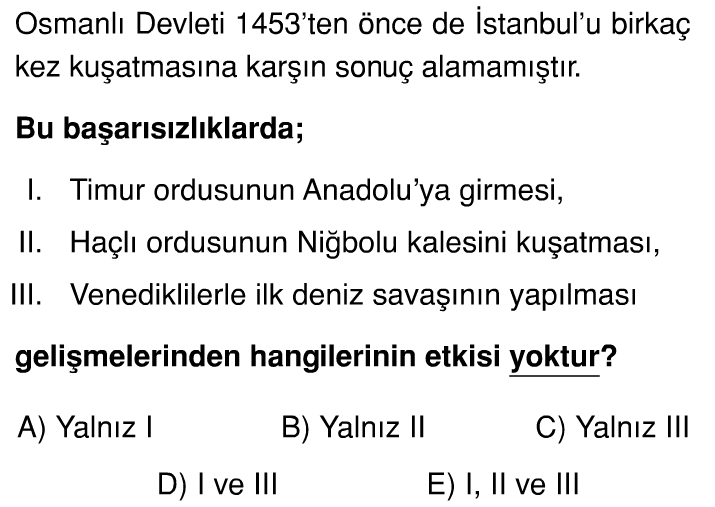 Osmanlı Devleti 1453’ten önce de İstanbul’u birkaç
kez kuşatmasına karşın sonuç alamamıştır.
Bu başarısızlıklarda;
I. Timur ordusunun Anadolu’ya girmesi,
II. Haçlı ordusunun Niğbolu kalesini kuşatması,
III. Venediklilerle ilk deniz savaşının yapılması
gelişmelerinden hangilerinin etkisi yoktur?
A) Yalnız I B) Yalnız II C) Yalnız III
D) I ve III E) I, II ve III